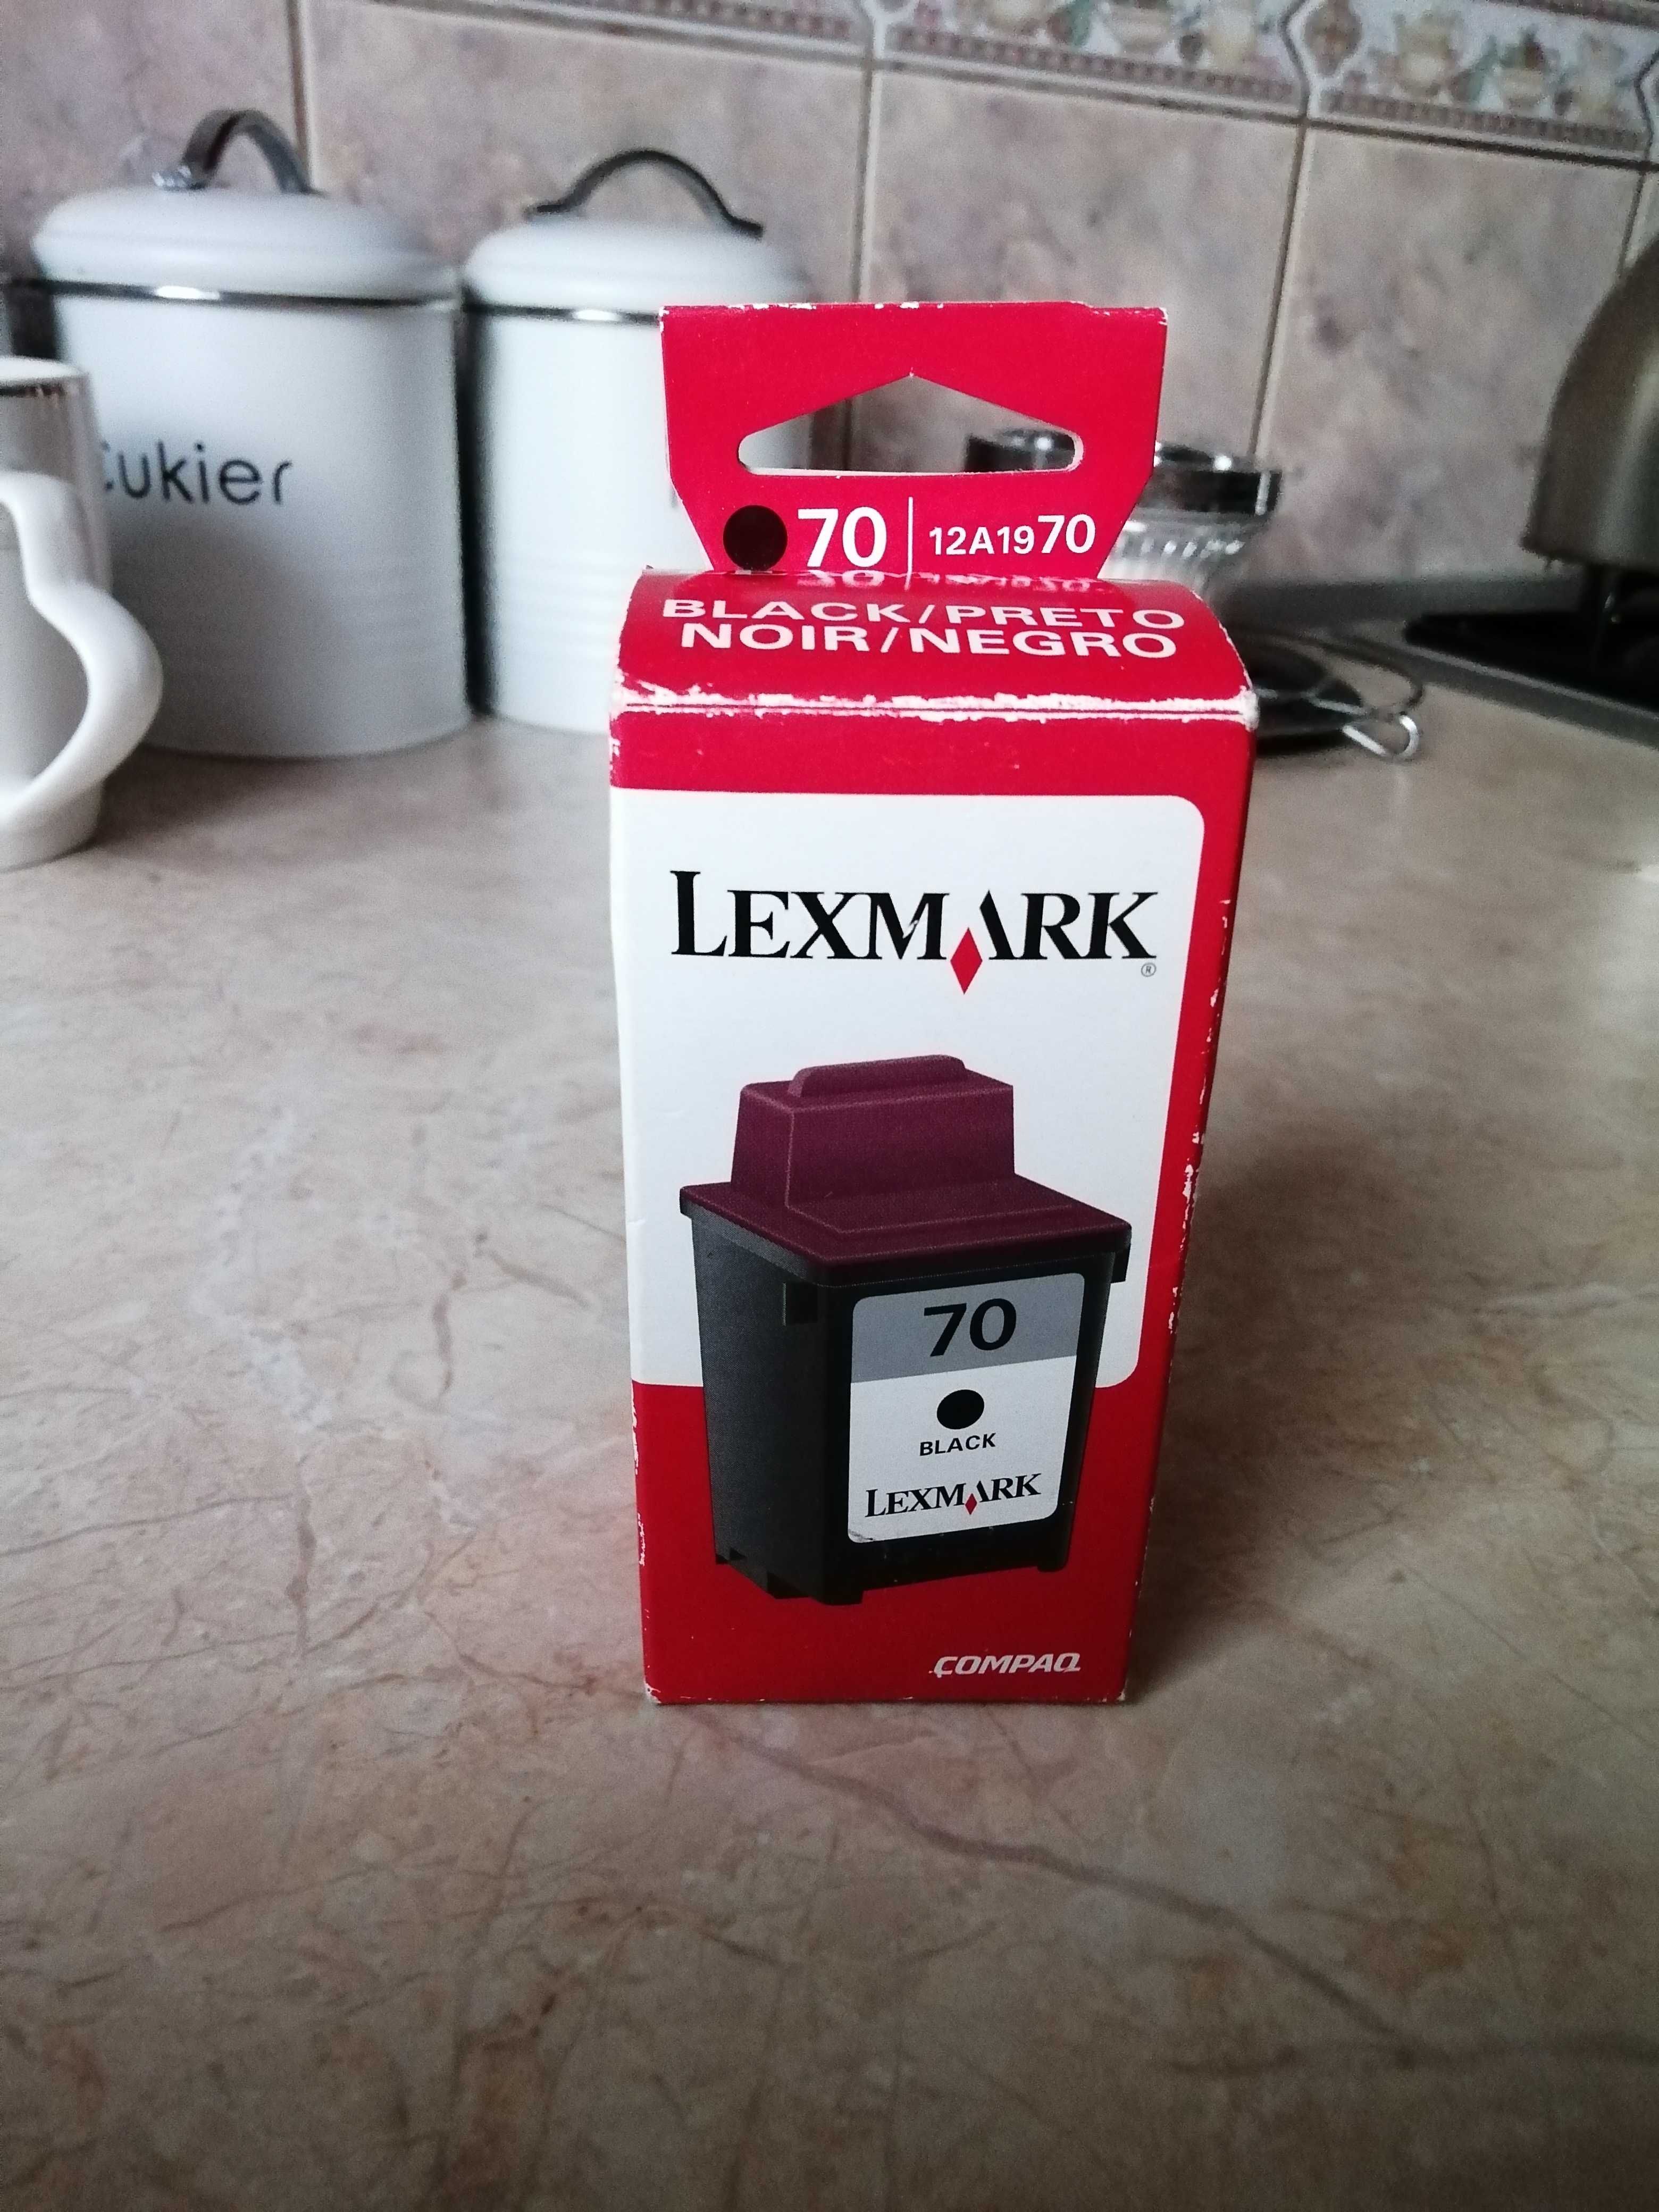 Cukier
70 | 12A1970
BLACK/PRETO
NOIR/NEGRO
LEXMARK
®
70
BLACK
LEXMARK
COMPAQ